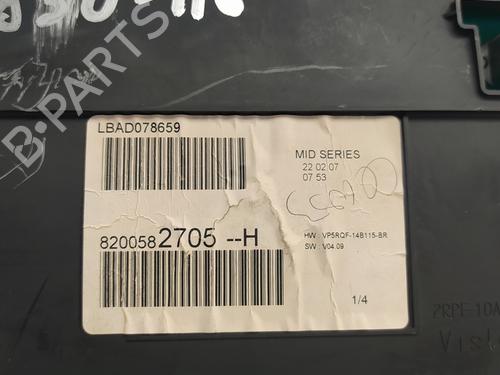 LBAD078659
MID SERIES
22 02 07
07 53
8200582705 --H
HW : VP5RQF-14B115-BR
SW : V04.09
1/4
B-PARTS